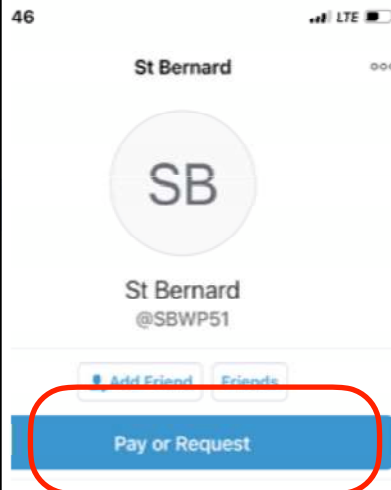 46 LTE
St Bernard
SB
St Bernard
@SBWP51
Add Friend Friends
Pay or Request